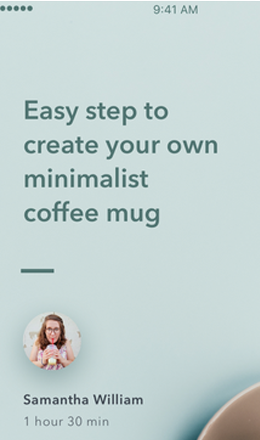 9:41 AM
Easy step to
create your own
minimalist
coffee mug
Samantha William
1 hour 30 min